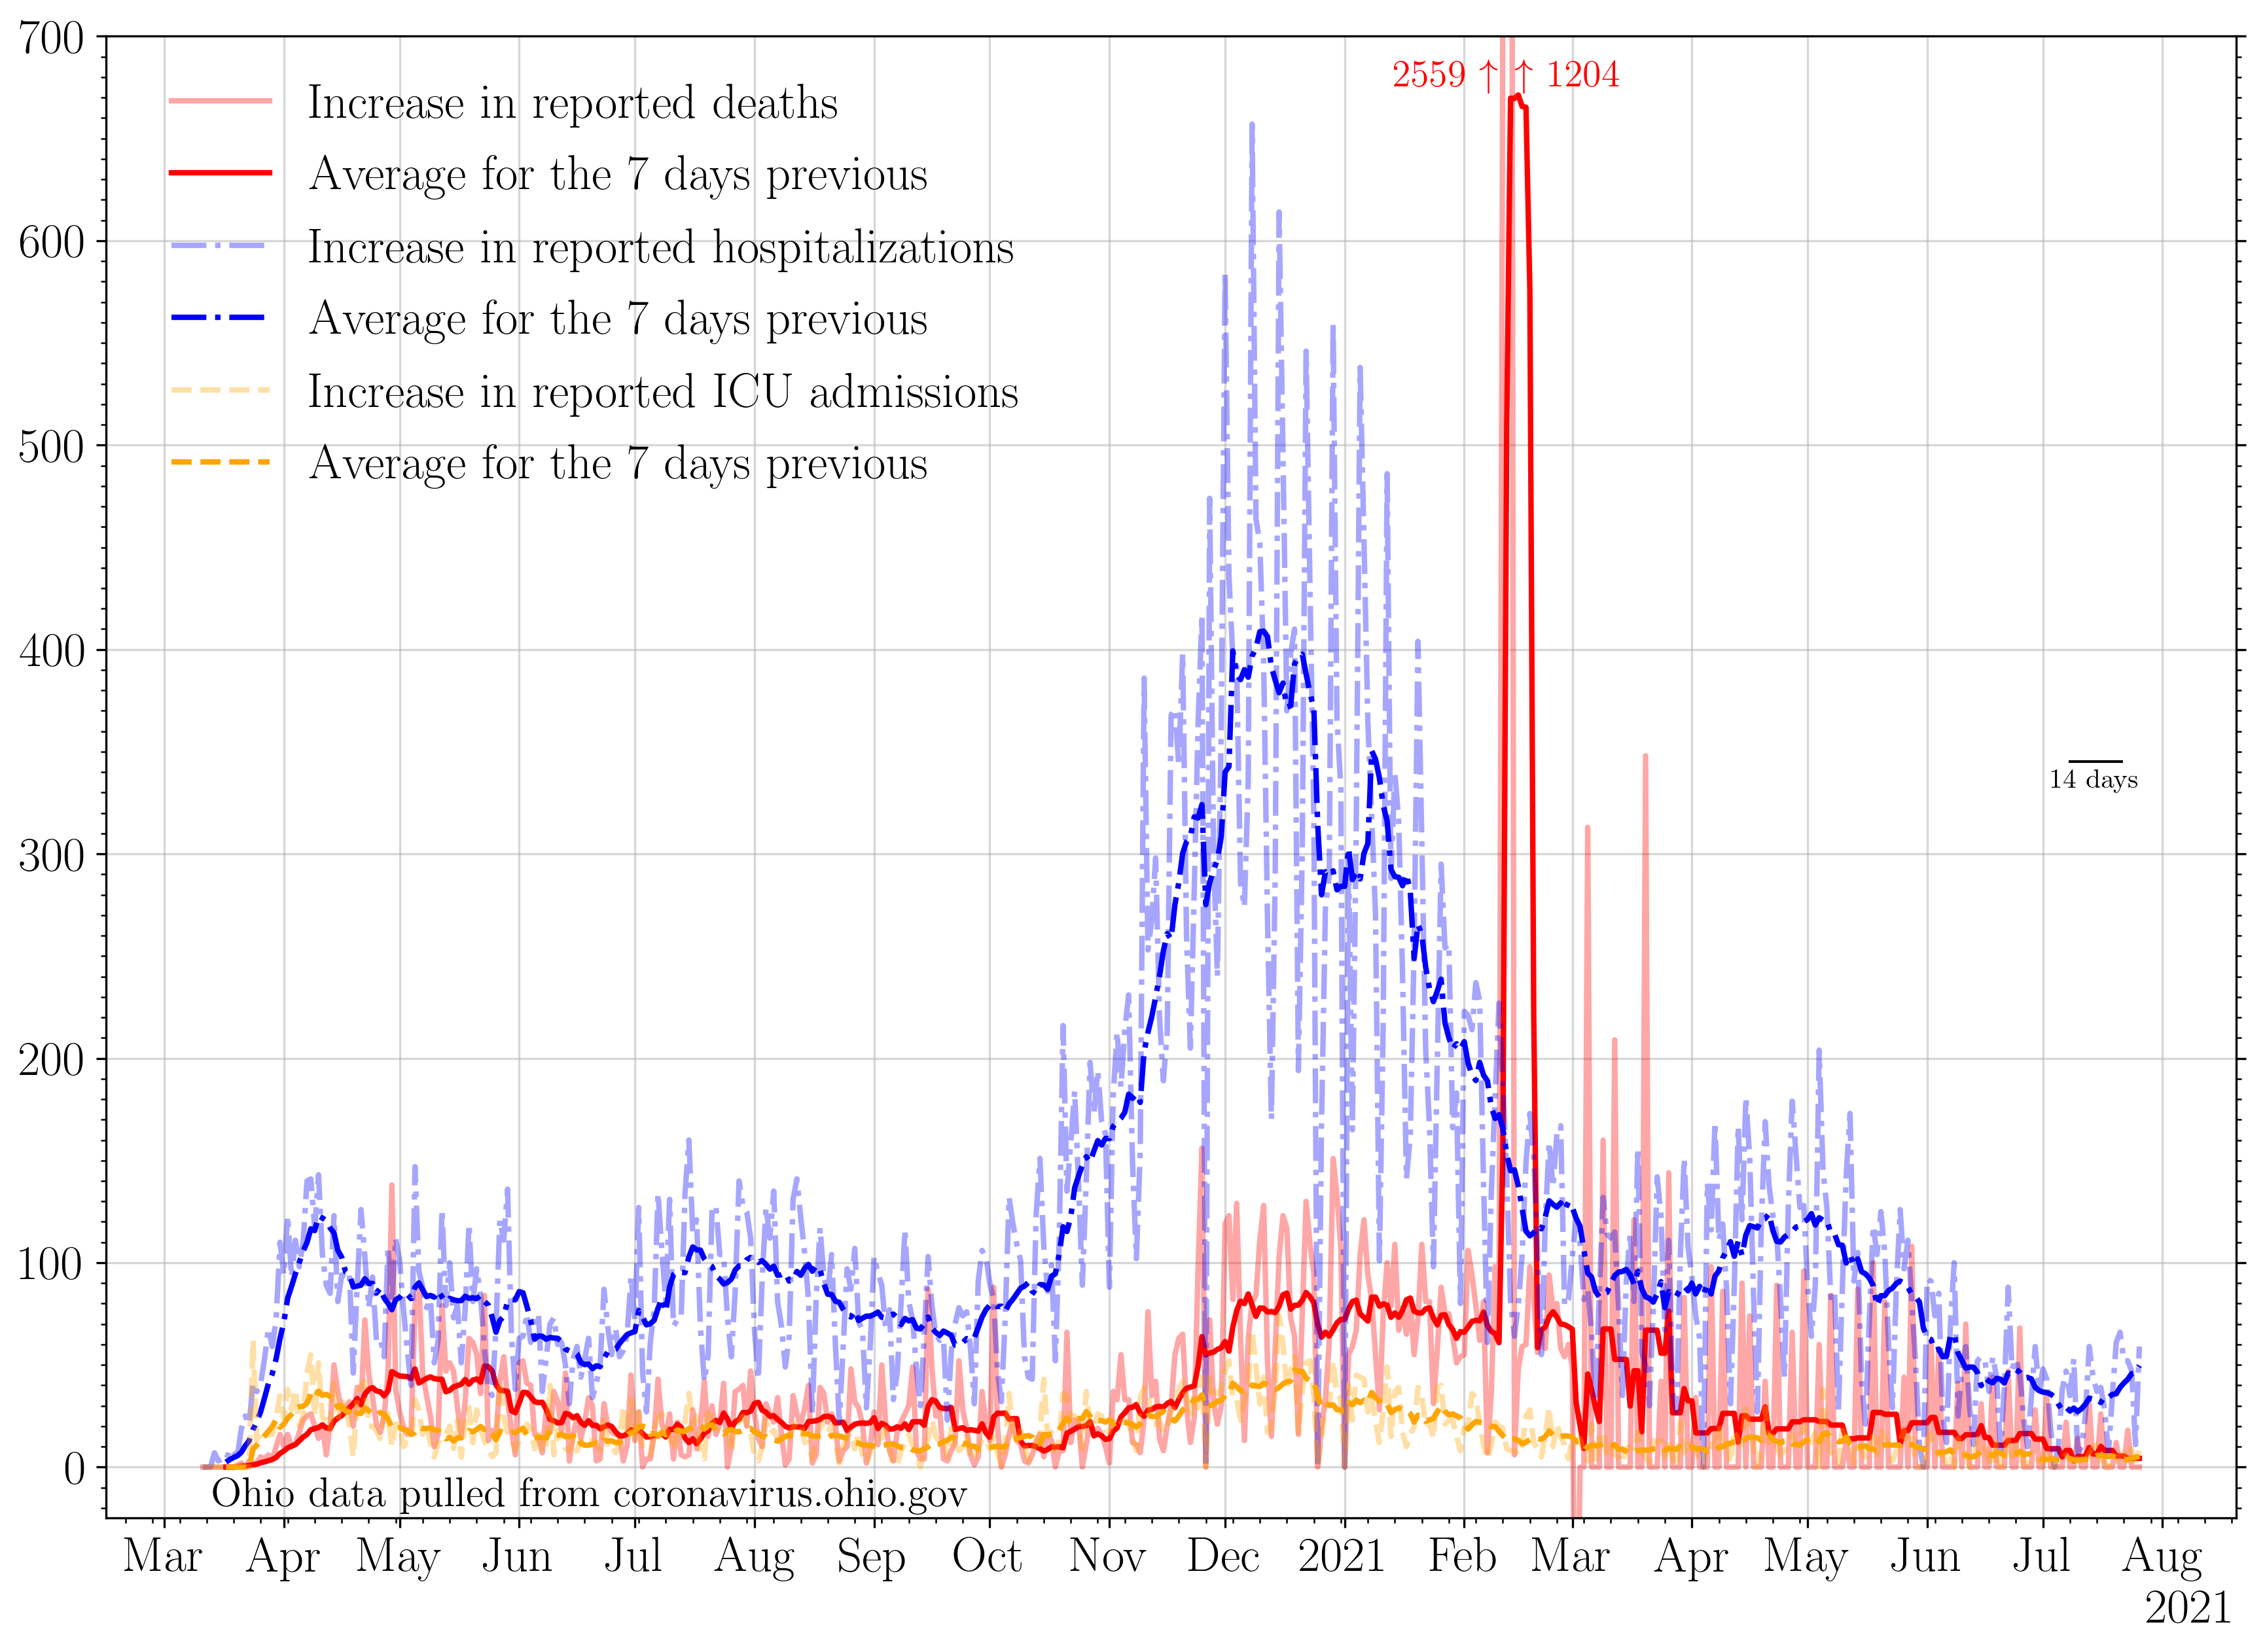 700
600
500
400
300
200
100
0
2559 ↑ ↑ 1204
Increase in reported deaths
Average for the 7 days previous
Increase in reported hospitalizations
Average for the 7 days previous
Increase in reported ICU admissions
Average for the 7 days previous
14 days
Ohio data pulled from coronavirus.ohio.gov
Mar Apr May Jun Jul Aug Sep Oct Nov Dec 2021 Feb Mar Apr May Jun Jul Aug
2021